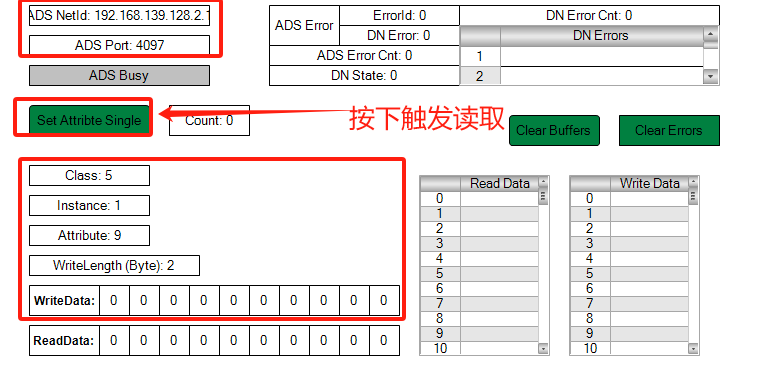 ADS NetId: 192.168.139.128.2.1
ErrorId: 0
DN Error Cnt: 0
ADS Error
DN Error: 0
DN Errors
ADS Port: 4097
ADS Error Cnt: 0
1
ADS Busy
DN State: 0
2
Set Attribte Single
Count: 0
按下触发读取
Clear Buffers
Clear Errors
Class: 5
Instance: 1
Attribute: 9
WriteLength (Byte): 2
WriteData: 0 0 0 0 0 0 0 0 0 0
ReadData: 0 0 0 0 0 0 0 0 0 0
Read Data
0
1
2
3
4
5
6
7
8
9
10
Write Data
0
1
2
3
4
5
6
7
8
9
10